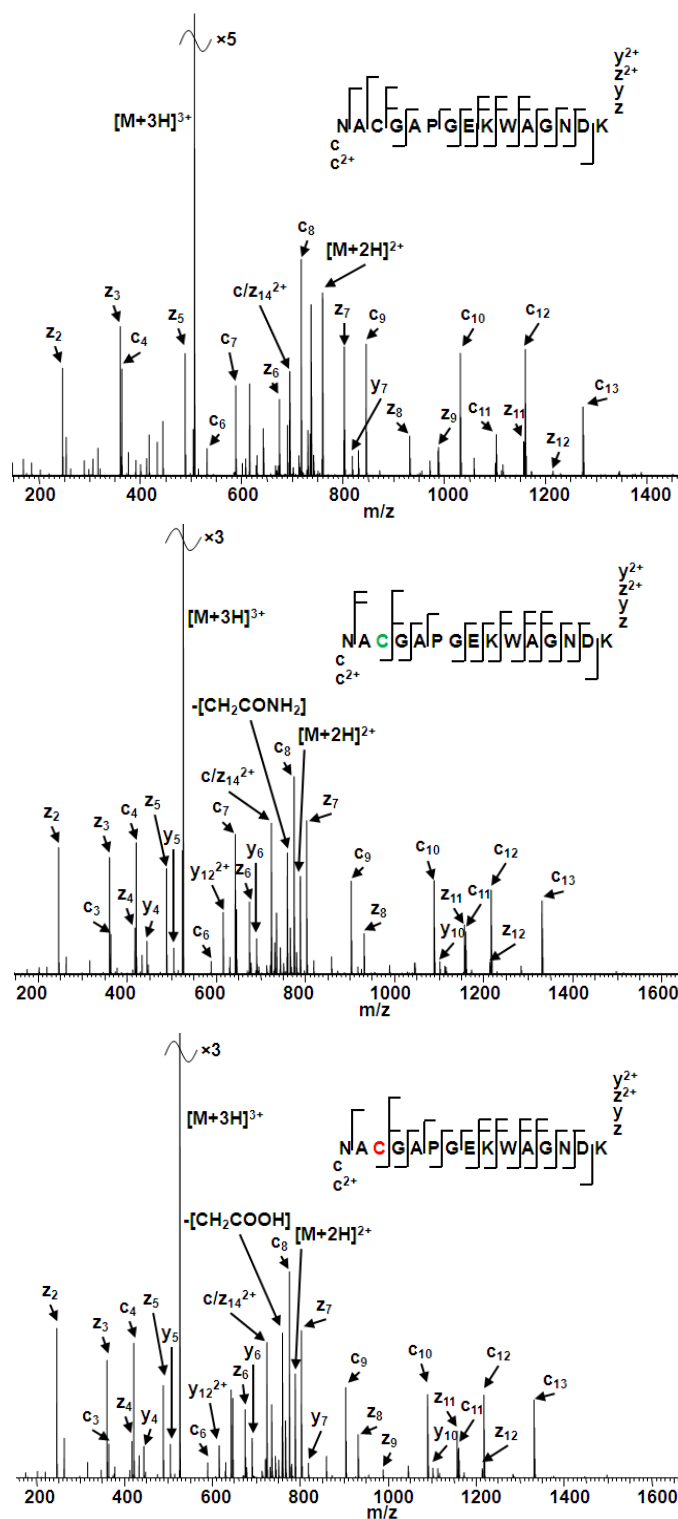 ×5
y²⁺
z²⁺
y
z
[M+3H]³⁺
NACGAPGEKWAGNDK
c
c²⁺
c₈
[M+2H]²⁺
z₃
c₄
z₂
z₅
c/z₁₄²⁺
c₇
z₆
c₆
z₇
c₉
y₇
z₈
z₉
c₁₀
c₁₁
z₁₁
c₁₂
z₁₂
c₁₃
200 400 600 800 1000 1200 1400
m/z
×3
y²⁺
z²⁺
y
z
[M+3H]³⁺
NACGAPGEKWAGNDK
c
c²⁺
-[CH₂CONH₂]
[M+2H]²⁺
c₈
c/z₁₄²⁺
z₇
z₂
z₃
c₄
z₅
y₅
c₇
y₆
y₁₂²⁺
z₆
c₃
z₄
y₄
c₆
c₉
z₈
c₁₀
y₁₀
z₁₁
c₁₁
c₁₂
z₁₂
c₁₃
200 400 600 800 1000 1200 1400 1600
m/z
×3
y²⁺
z²⁺
y
z
[M+3H]³⁺
NACGAPGEKWAGNDK
c
c²⁺
-[CH₂COOH]
[M+2H]²⁺
c₈
z₂
z₃
c₄
z₅
y₅
c/z₁₄²⁺
z₇
y₆
z₆
y₁₂²⁺
c₃
z₄
y₄
c₆
y₇
c₉
z₈
z₉
c₁₀
z₁₁
c₁₁
y₁₀
c₁₂
z₁₂
c₁₃
200 400 600 800 1000 1200 1400 1600
m/z